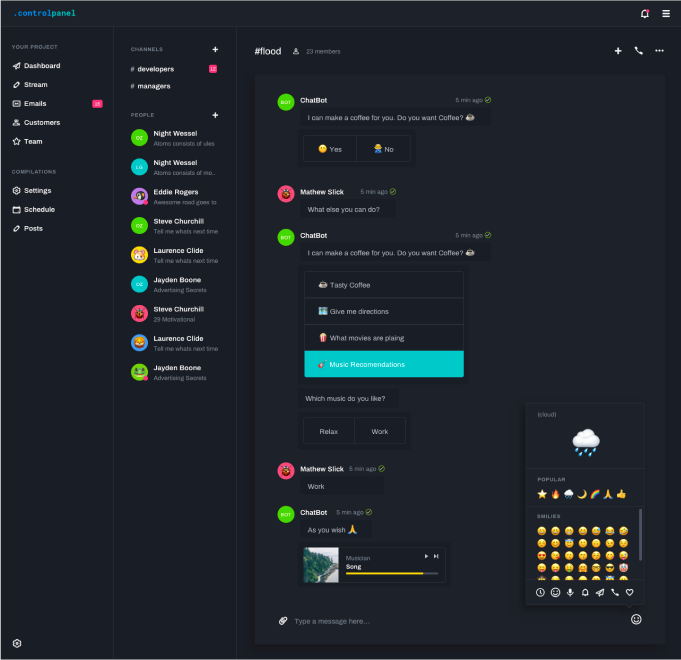 .controlpanel
YOUR PROJECT
Dashboard
Stream
Emails
Customers
Team
COMPILATIONS
Settings
Schedule
Posts
CHANNELS
# developers 12
# managers
PEOPLE
Night Wessel
Atoms consists of ules
LG
Night Wessel
Atoms consists of mo..
Eddie Rogers
Awesome road goes to
Steve Churchill
Tell me whats next time
Laurence Clide
Tell me whats next time
Jayden Boone
Advertising Secrets
Steve Churchill
29 Motivational
Laurence Clide
Tell me whats next time
Jayden Boone
Advertising Secrets
#flood 23 members
BOT
ChatBot 5 min ago
I can make a coffee for you. Do you want Coffee?
Yes No
Mathew Slick 5 min ago
What else you can do?
BOT
ChatBot 5 min ago
I can make a coffee for you. Do you want Coffee?
Tasty Coffee
Give me directions
What movies are plaing
Music Recomendations
Which music do you like?
Relax Work
Mathew Slick 5 min ago
Work
BOT
ChatBot 5 min ago
As you wish
Musician
Song
Type a message here...
POPULAR
SMILIES